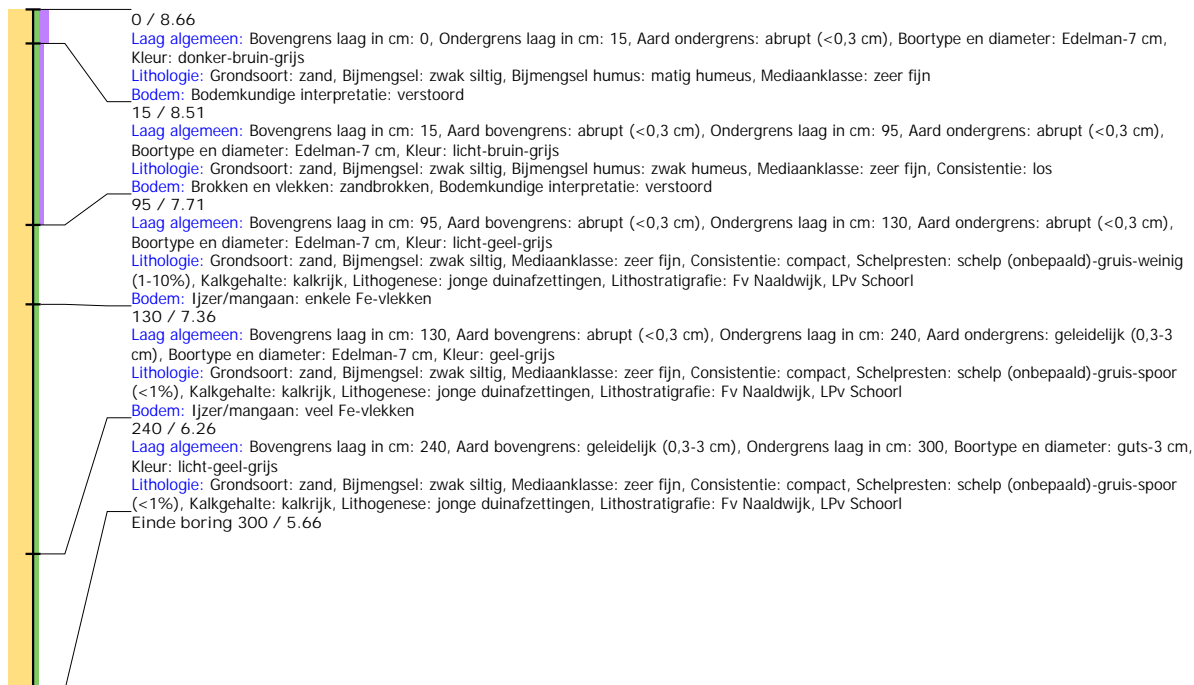 0 / 8.66
Laag algemeen: Bovengrens laag in cm: 0, Ondergrens laag in cm: 15, Aard ondergrens: abrupt (<0,3 cm), Boortype en diameter: Edelman-7 cm,
Kleur: donker-bruin-grijs
Lithologie: Grondsoort: zand, Bijmengsel: zwak siltig, Bijmengsel humus: matig humeus, Mediaanklasse: zeer fijn
Bodem: Bodemkundige interpretatie: verstoord
15 / 8.51
Laag algemeen: Bovengrens laag in cm: 15, Aard bovengrens: abrupt (<0,3 cm), Ondergrens laag in cm: 95, Aard ondergrens: abrupt (<0,3 cm),
Boortype en diameter: Edelman-7 cm, Kleur: licht-bruin-grijs
Lithologie: Grondsoort: zand, Bijmengsel: zwak siltig, Bijmengsel humus: zwak humeus, Mediaanklasse: zeer fijn, Consistentie: los
Bodem: Brokken en vlekken: zandbrokken, Bodemkundige interpretatie: verstoord
95 / 7.71
Laag algemeen: Bovengrens laag in cm: 95, Aard bovengrens: abrupt (<0,3 cm), Ondergrens laag in cm: 130, Aard ondergrens: abrupt (<0,3 cm),
Boortype en diameter: Edelman-7 cm, Kleur: licht-geel-grijs
Lithologie: Grondsoort: zand, Bijmengsel: zwak siltig, Mediaanklasse: zeer fijn, Consistentie: compact, Schelpresten: schelp (onbepaald)-gruis-weinig
(1-10%), Kalkgehalte: kalkrijk, Lithogenese: jonge duinafzettingen, Lithostratigrafie: Fv Naaldwijk, LPv Schoorl
Bodem: Ijzer/mangaan: enkele Fe-vlekken
130 / 7.36
Laag algemeen: Bovengrens laag in cm: 130, Aard bovengrens: abrupt (<0,3 cm), Ondergrens laag in cm: 240, Aard ondergrens: geleidelijk (0,3-3
cm), Boortype en diameter: Edelman-7 cm, Kleur: geel-grijs
Lithologie: Grondsoort: zand, Bijmengsel: zwak siltig, Mediaanklasse: zeer fijn, Consistentie: compact, Schelpresten: schelp (onbepaald)-gruis-spoor
(<1%), Kalkgehalte: kalkrijk, Lithogenese: jonge duinafzettingen, Lithostratigrafie: Fv Naaldwijk, LPv Schoorl
Bodem: Ijzer/mangaan: veel Fe-vlekken
240 / 6.26
Laag algemeen: Bovengrens laag in cm: 240, Aard bovengrens: geleidelijk (0,3-3 cm), Ondergrens laag in cm: 300, Boortype en diameter: guts-3 cm,
Kleur: licht-geel-grijs
Lithologie: Grondsoort: zand, Bijmengsel: zwak siltig, Mediaanklasse: zeer fijn, Consistentie: compact, Schelpresten: schelp (onbepaald)-gruis-spoor
(<1%), Kalkgehalte: kalkrijk, Lithogenese: jonge duinafzettingen, Lithostratigrafie: Fv Naaldwijk, LPv Schoorl
Einde boring 300 / 5.66